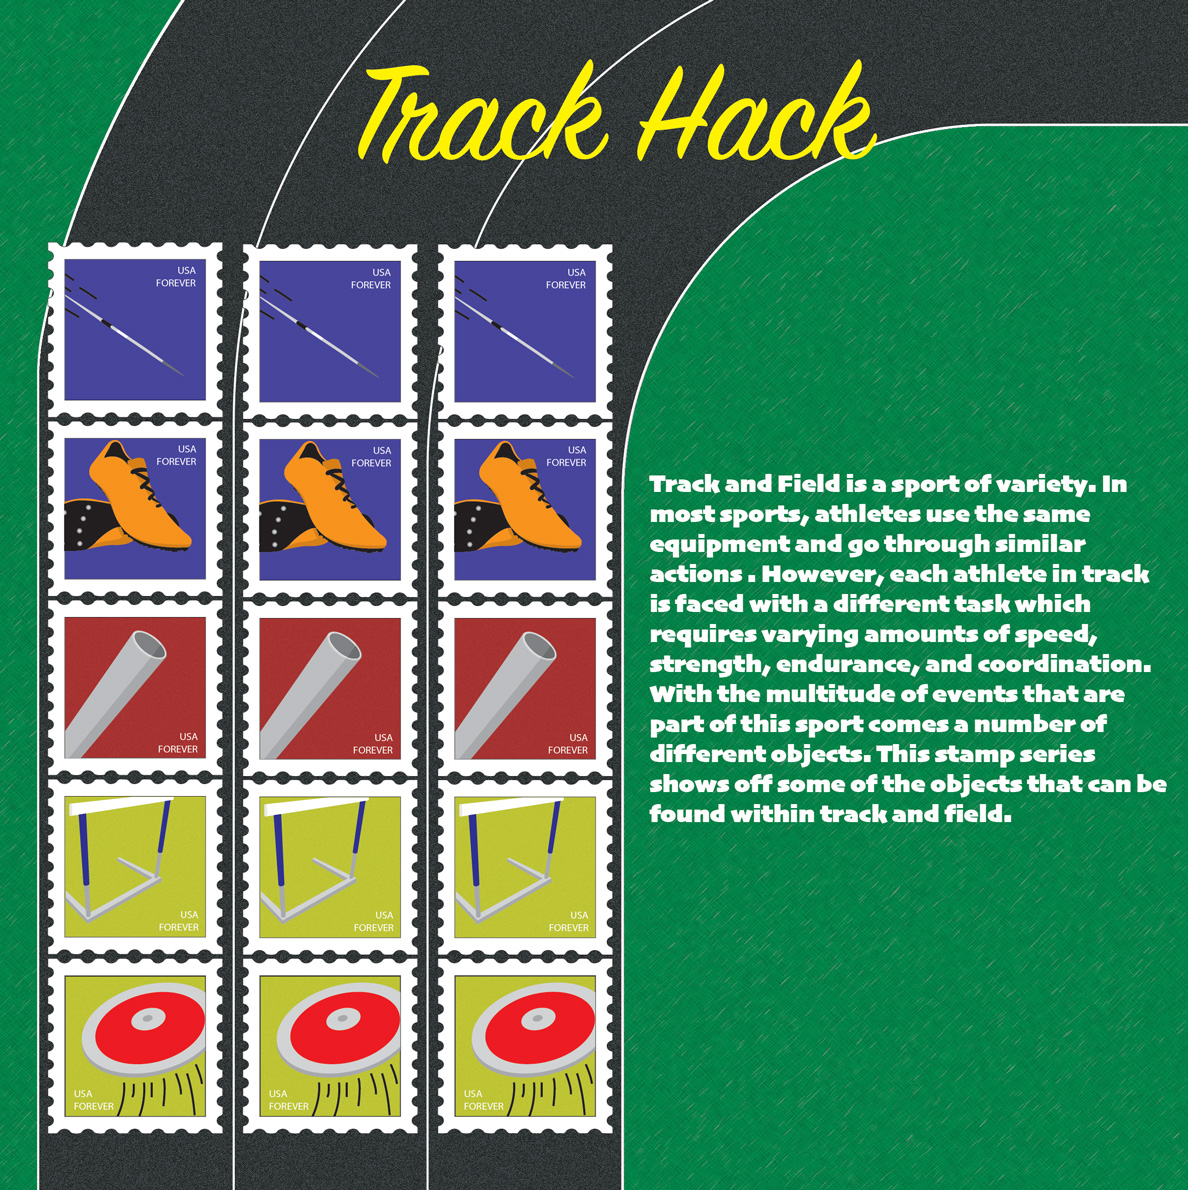 Track Hack
USA
FOREVER
USA
FOREVER
USA
FOREVER
USA
FOREVER
USA
FOREVER
USA
FOREVER
USA
FOREVER
USA
FOREVER
USA
FOREVER
USA
FOREVER
USA
FOREVER
USA
FOREVER
USA
FOREVER
USA
FOREVER
USA
FOREVER
Track and Field is a sport of variety. In
most sports, athletes use the same
equipment and go through similar
actions . However, each athlete in track
is faced with a different task which
requires varying amounts of speed,
strength, endurance, and coordination.
With the multitude of events that are
part of this sport comes a number of
different objects. This stamp series
shows off some of the objects that can be
found within track and field.